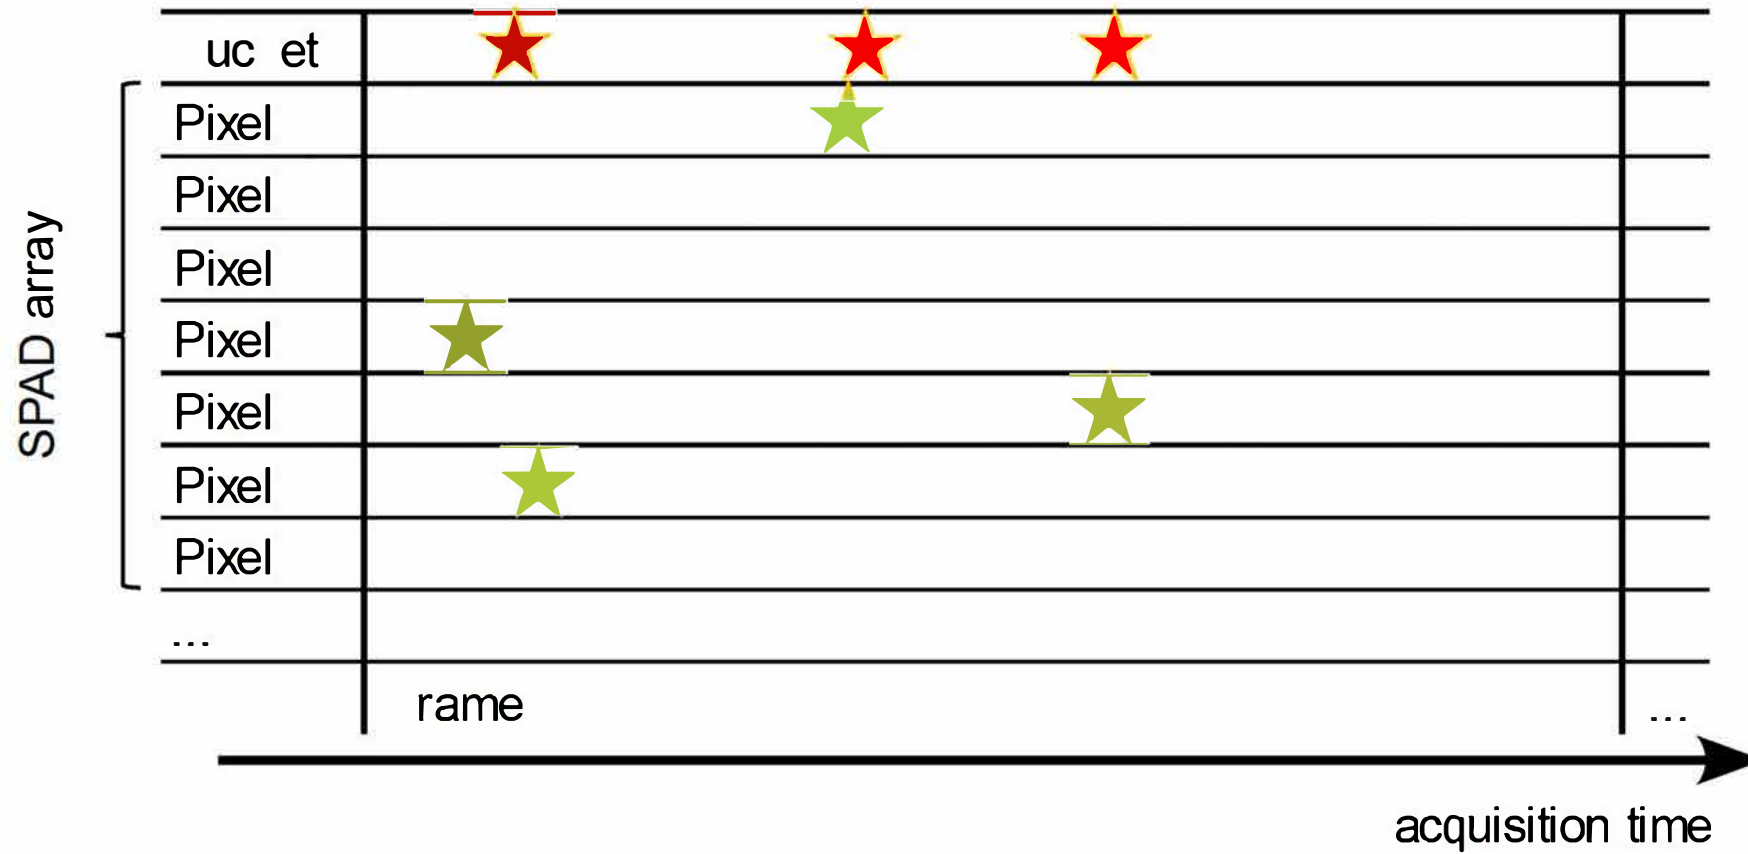 uc et
Pixel
Pixel
Pixel
Pixel
Pixel
Pixel
Pixel
...
SPAD array
rame
...
acquisition time